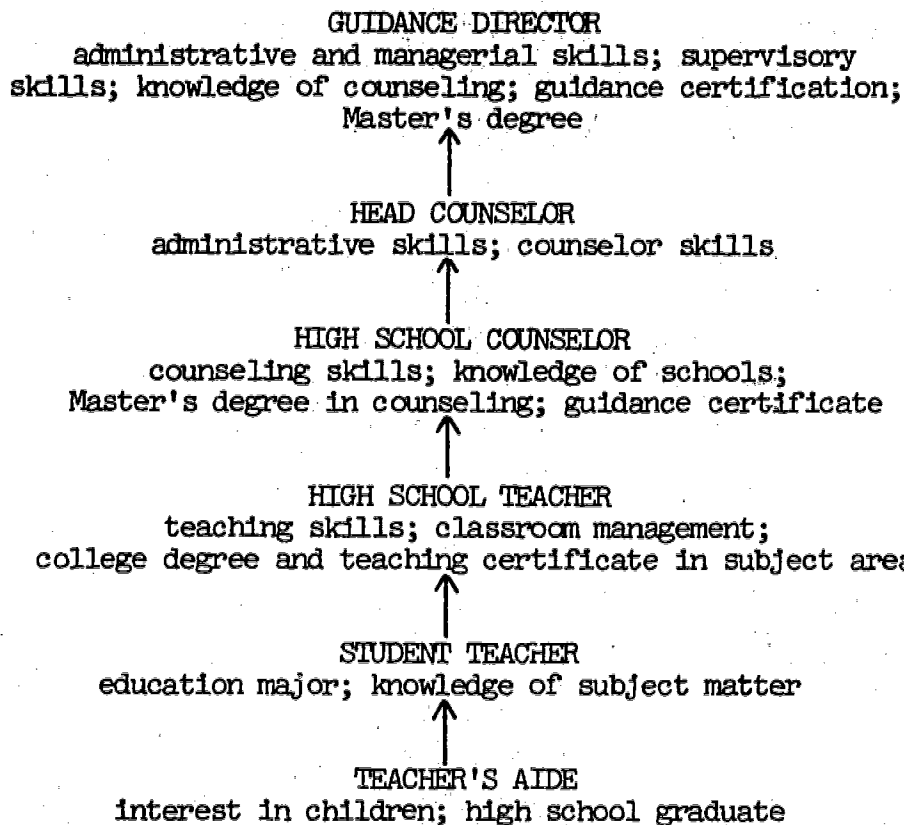 GUIDANCE DIRECTOR
administrative and managerial skills; supervisory
skills; knowledge of counseling; guidance certification;
Master's degree
HEAD COUNSELOR
administrative skills; counselor skills
HIGH SCHOOL COUNSELOR
counseling skills; knowledge of schools;
Master's degree in counseling; guidance certificate
HIGH SCHOOL TEACHER
teaching skills; classroom management;
college degree and teaching certificate in subject area
STUDENT TEACHER
education major; knowledge of subject matter
TEACHER'S AIDE
interest in children; high school graduate